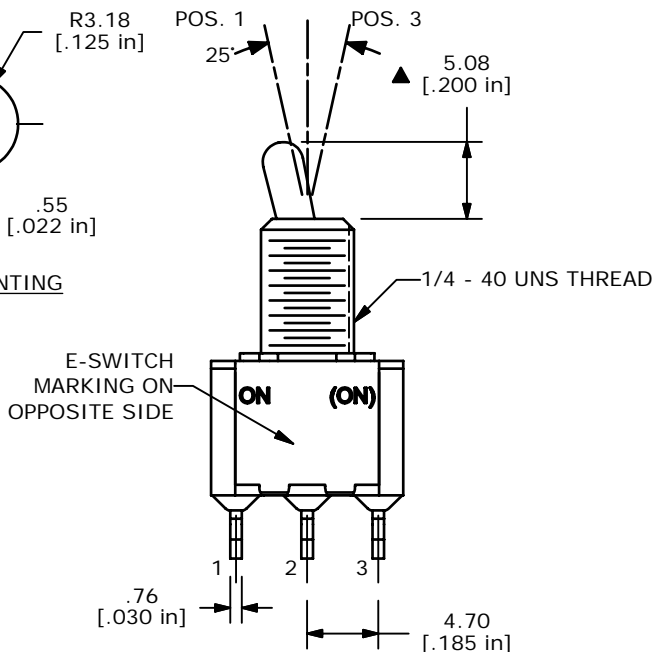 R3.18
[.125 in]
POS. 1
POS. 3
25°
5.08
[.200 in]
.55
[.022 in]
NTING
1/4 - 40 UNS THREAD
E-SWITCH
MARKING ON
OPPOSITE SIDE
ON
(ON)
1
2
3
.76
[.030 in]
4.70
[.185 in]